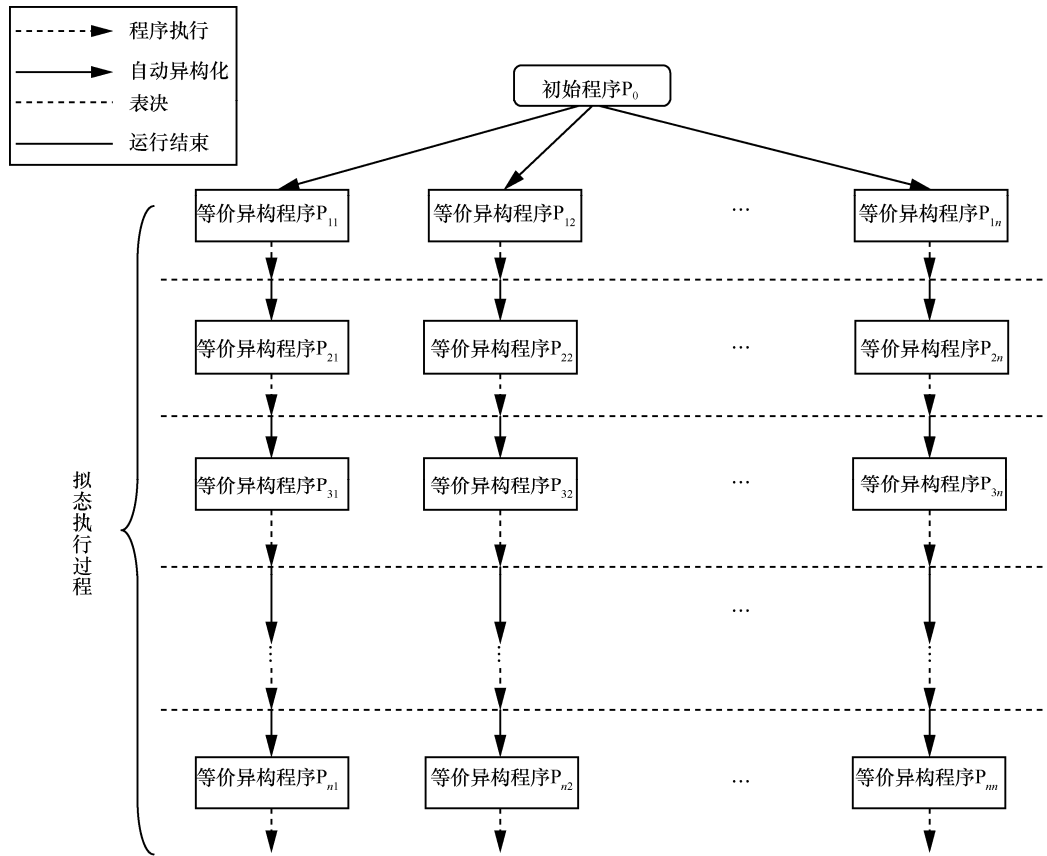 程序执行
自动异构化
表决
运行结束
初始程序P0
等价异构程序P11
等价异构程序P12
…
等价异构程序P1n
等价异构程序P21
等价异构程序P22
…
等价异构程序P2n
拟态执行过程
等价异构程序P31
等价异构程序P32
…
等价异构程序P3n
…
等价异构程序Pn1
等价异构程序Pn2
…
等价异构程序Pnn